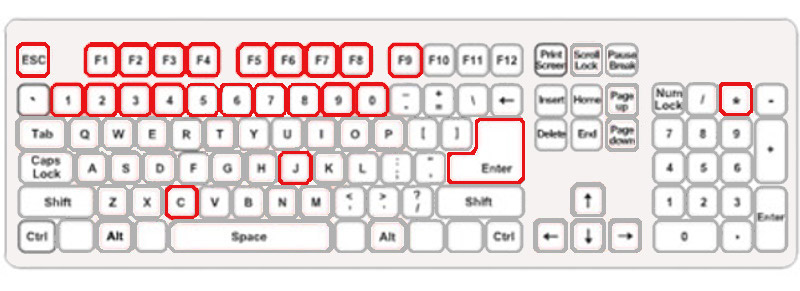 ESC F1 F2 F3 F4 F5 F6 F7 F8 F9 F10 F11 F12 Print Screen Scroll Lock Pause Break
` 1 2 3 4 5 6 7 8 9 0 - _ = + \ ← Insert Home Page up Num Lock / * -
Tab Q W E R T Y U I O P [ ] Delete End Page down 7 8 9 +
Caps Lock A S D F G H J K L : ; " , Enter 4 5 6
Shift Z X C V B N M < , > . ? / Shift ↑ 1 2 3 Enter
Ctrl Alt Space Alt Ctrl ← ↓ → 0 .